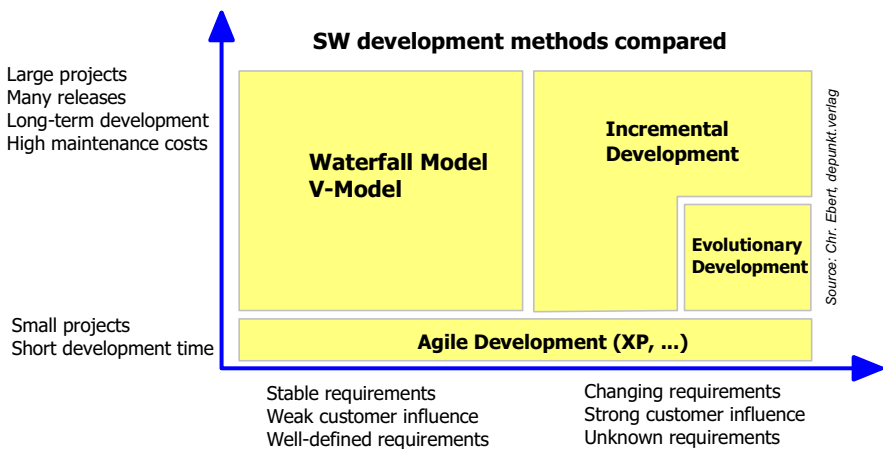 SW development methods compared
Large projects
Many releases
Long-term development
High maintenance costs
Waterfall Model
V-Model
Incremental
Development
Evolutionary
Development
Source: Chr. Ebert, depunkt.verlag
Small projects
Short development time
Agile Development (XP, ...)
Stable requirements
Weak customer influence
Well-defined requirements
Changing requirements
Strong customer influence
Unknown requirements